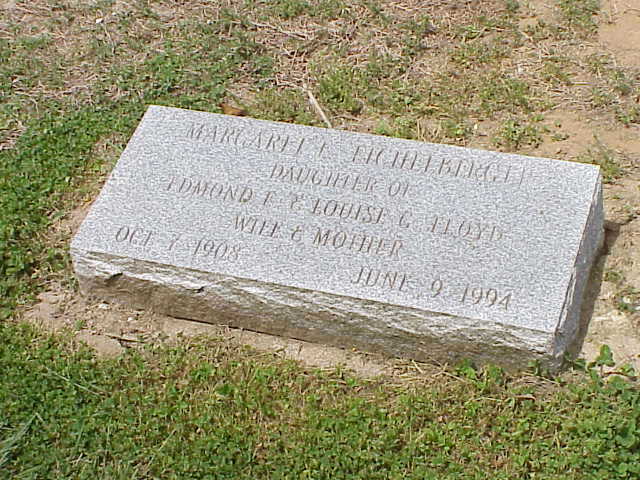 MARGARET F. EICHELBERGER
DAUGHTER OF
EDMOND F. & LOUISE G. FLOYD
WIFE & MOTHER
OCT. 7, 1908 JUNE 9, 1994